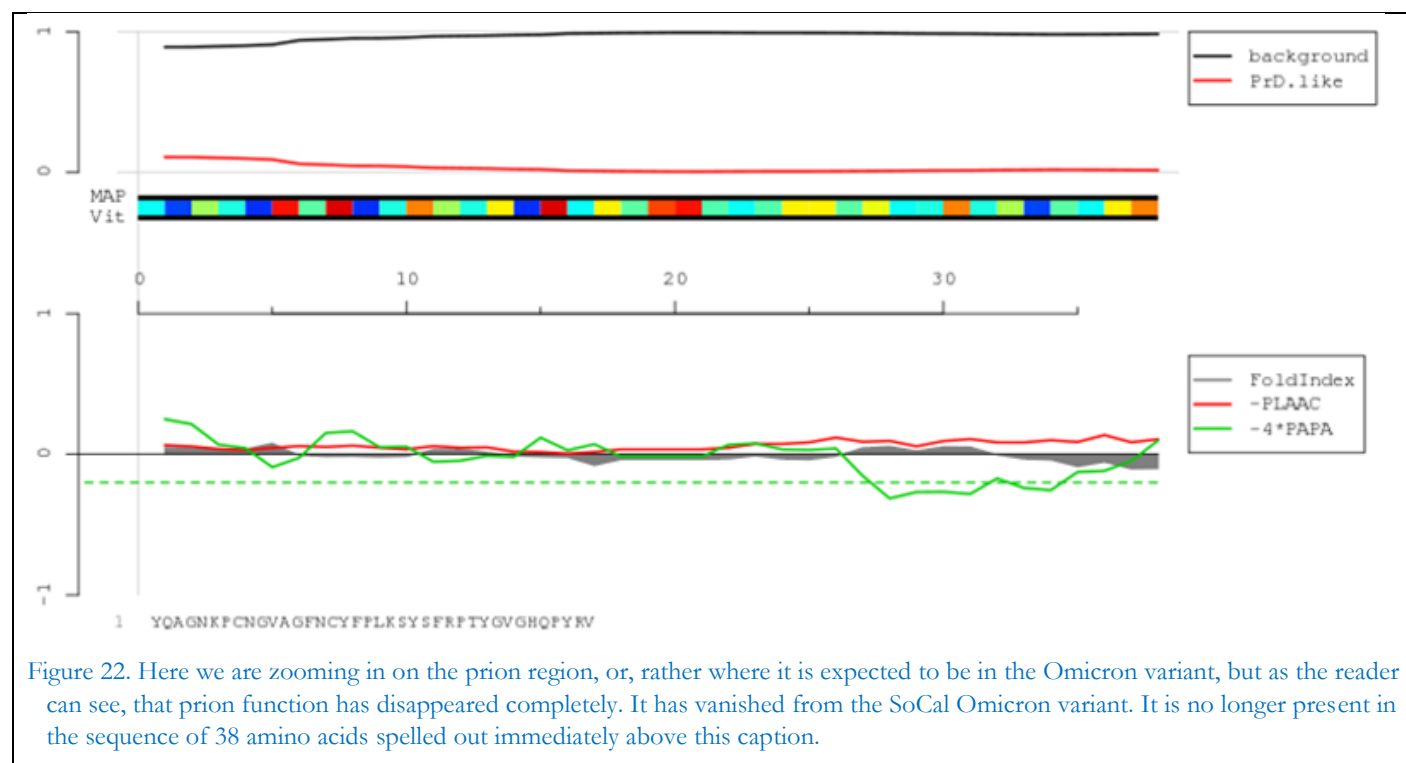 1
background
PrD.like
0
MAP
Vit
0 10 20 30
1
FoldIndex
-PLAAC
-4*PAPA
0
-1
1 YQAGNKPCNGVAGFNCYFPLKSYSFRPTYGVGHQPYRV
Figure 22. Here we are zooming in on the prion region, or, rather where it is expected to be in the Omicron variant, but as the reader
can see, that prion function has disappeared completely. It has vanished from the SoCal Omicron variant. It is no longer present in
the sequence of 38 amino acids spelled out immediately above this caption.